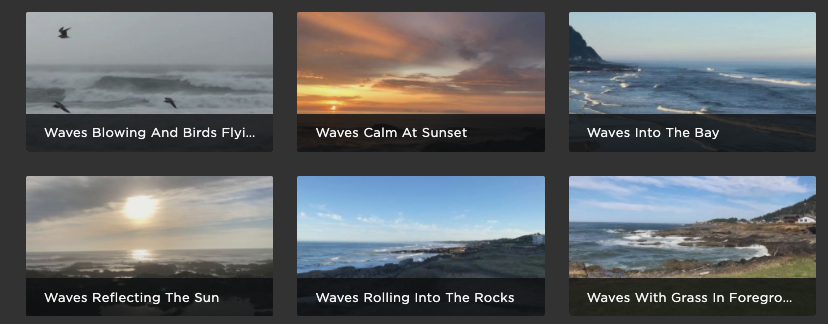 Waves Blowing And Birds Flyi...
Waves Calm At Sunset
Waves Into The Bay
Waves Reflecting The Sun
Waves Rolling Into The Rocks
Waves With Grass In Foregro...